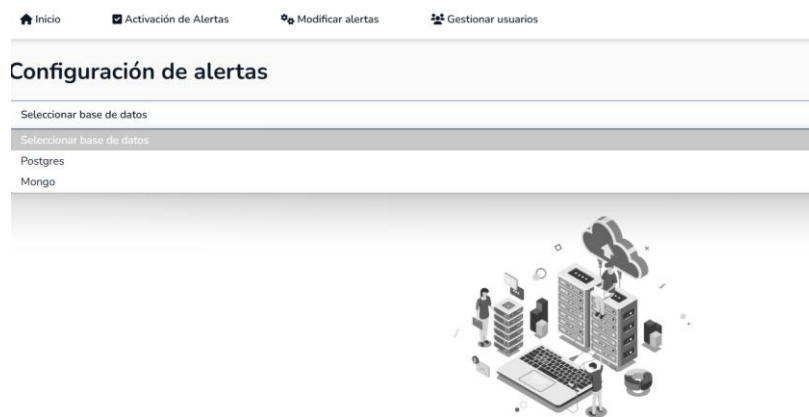 Inicio Activación de Alertas Modificar alertas Gestionar usuarios
Configuración de alertas
Seleccionar base de datos
Seleccionar base de datos
Postgres
Mongo